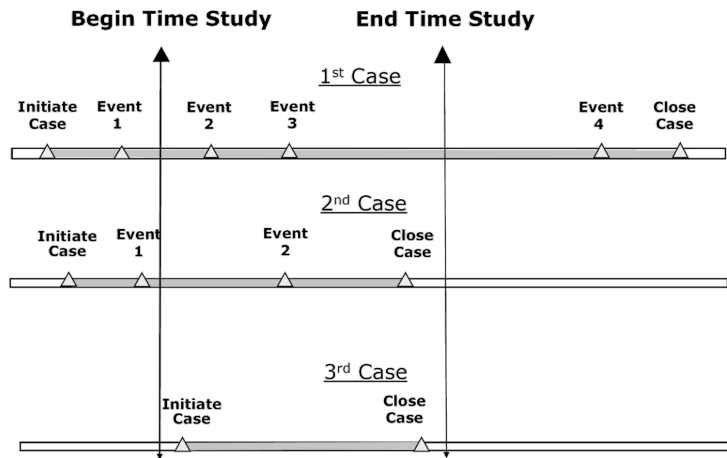 Begin Time Study End Time Study
1st Case
Initiate Case Event 1 Event 2 Event 3 Event 4 Close Case
2nd Case
Initiate Case Event 1 Event 2 Close Case
3rd Case
Initiate Case Close Case